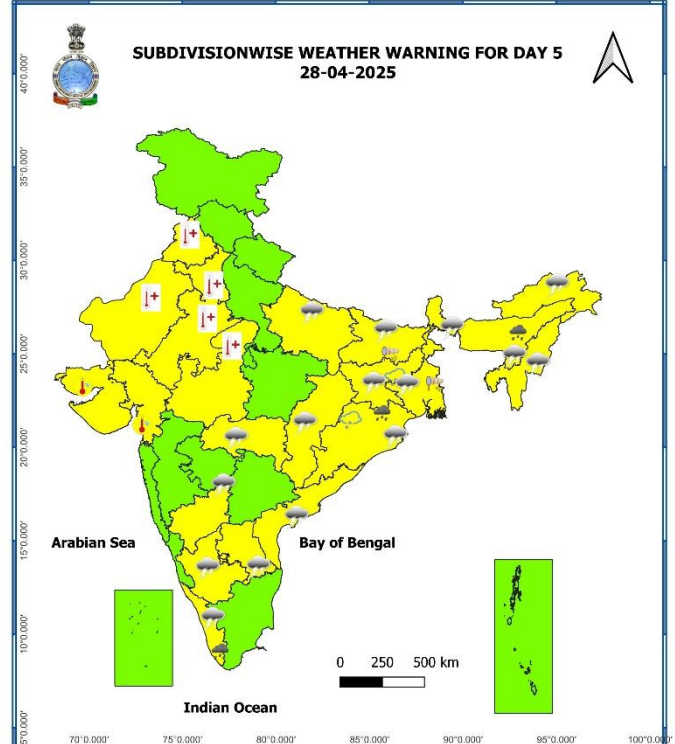 SUBDIVISIONWISE WEATHER WARNING FOR DAY 5
28-04-2025
40°0.000'
35°0.000'
30°0.000'
25°0.000'
20°0.000'
15°0.000'
10°0.000'
5°0.000'
Arabian Sea
Bay of Bengal
0 250 500 km
Indian Ocean
70°0.000' 75°0.000' 80°0.000' 85°0.000' 90°0.000' 95°0.000' 100°0.000'